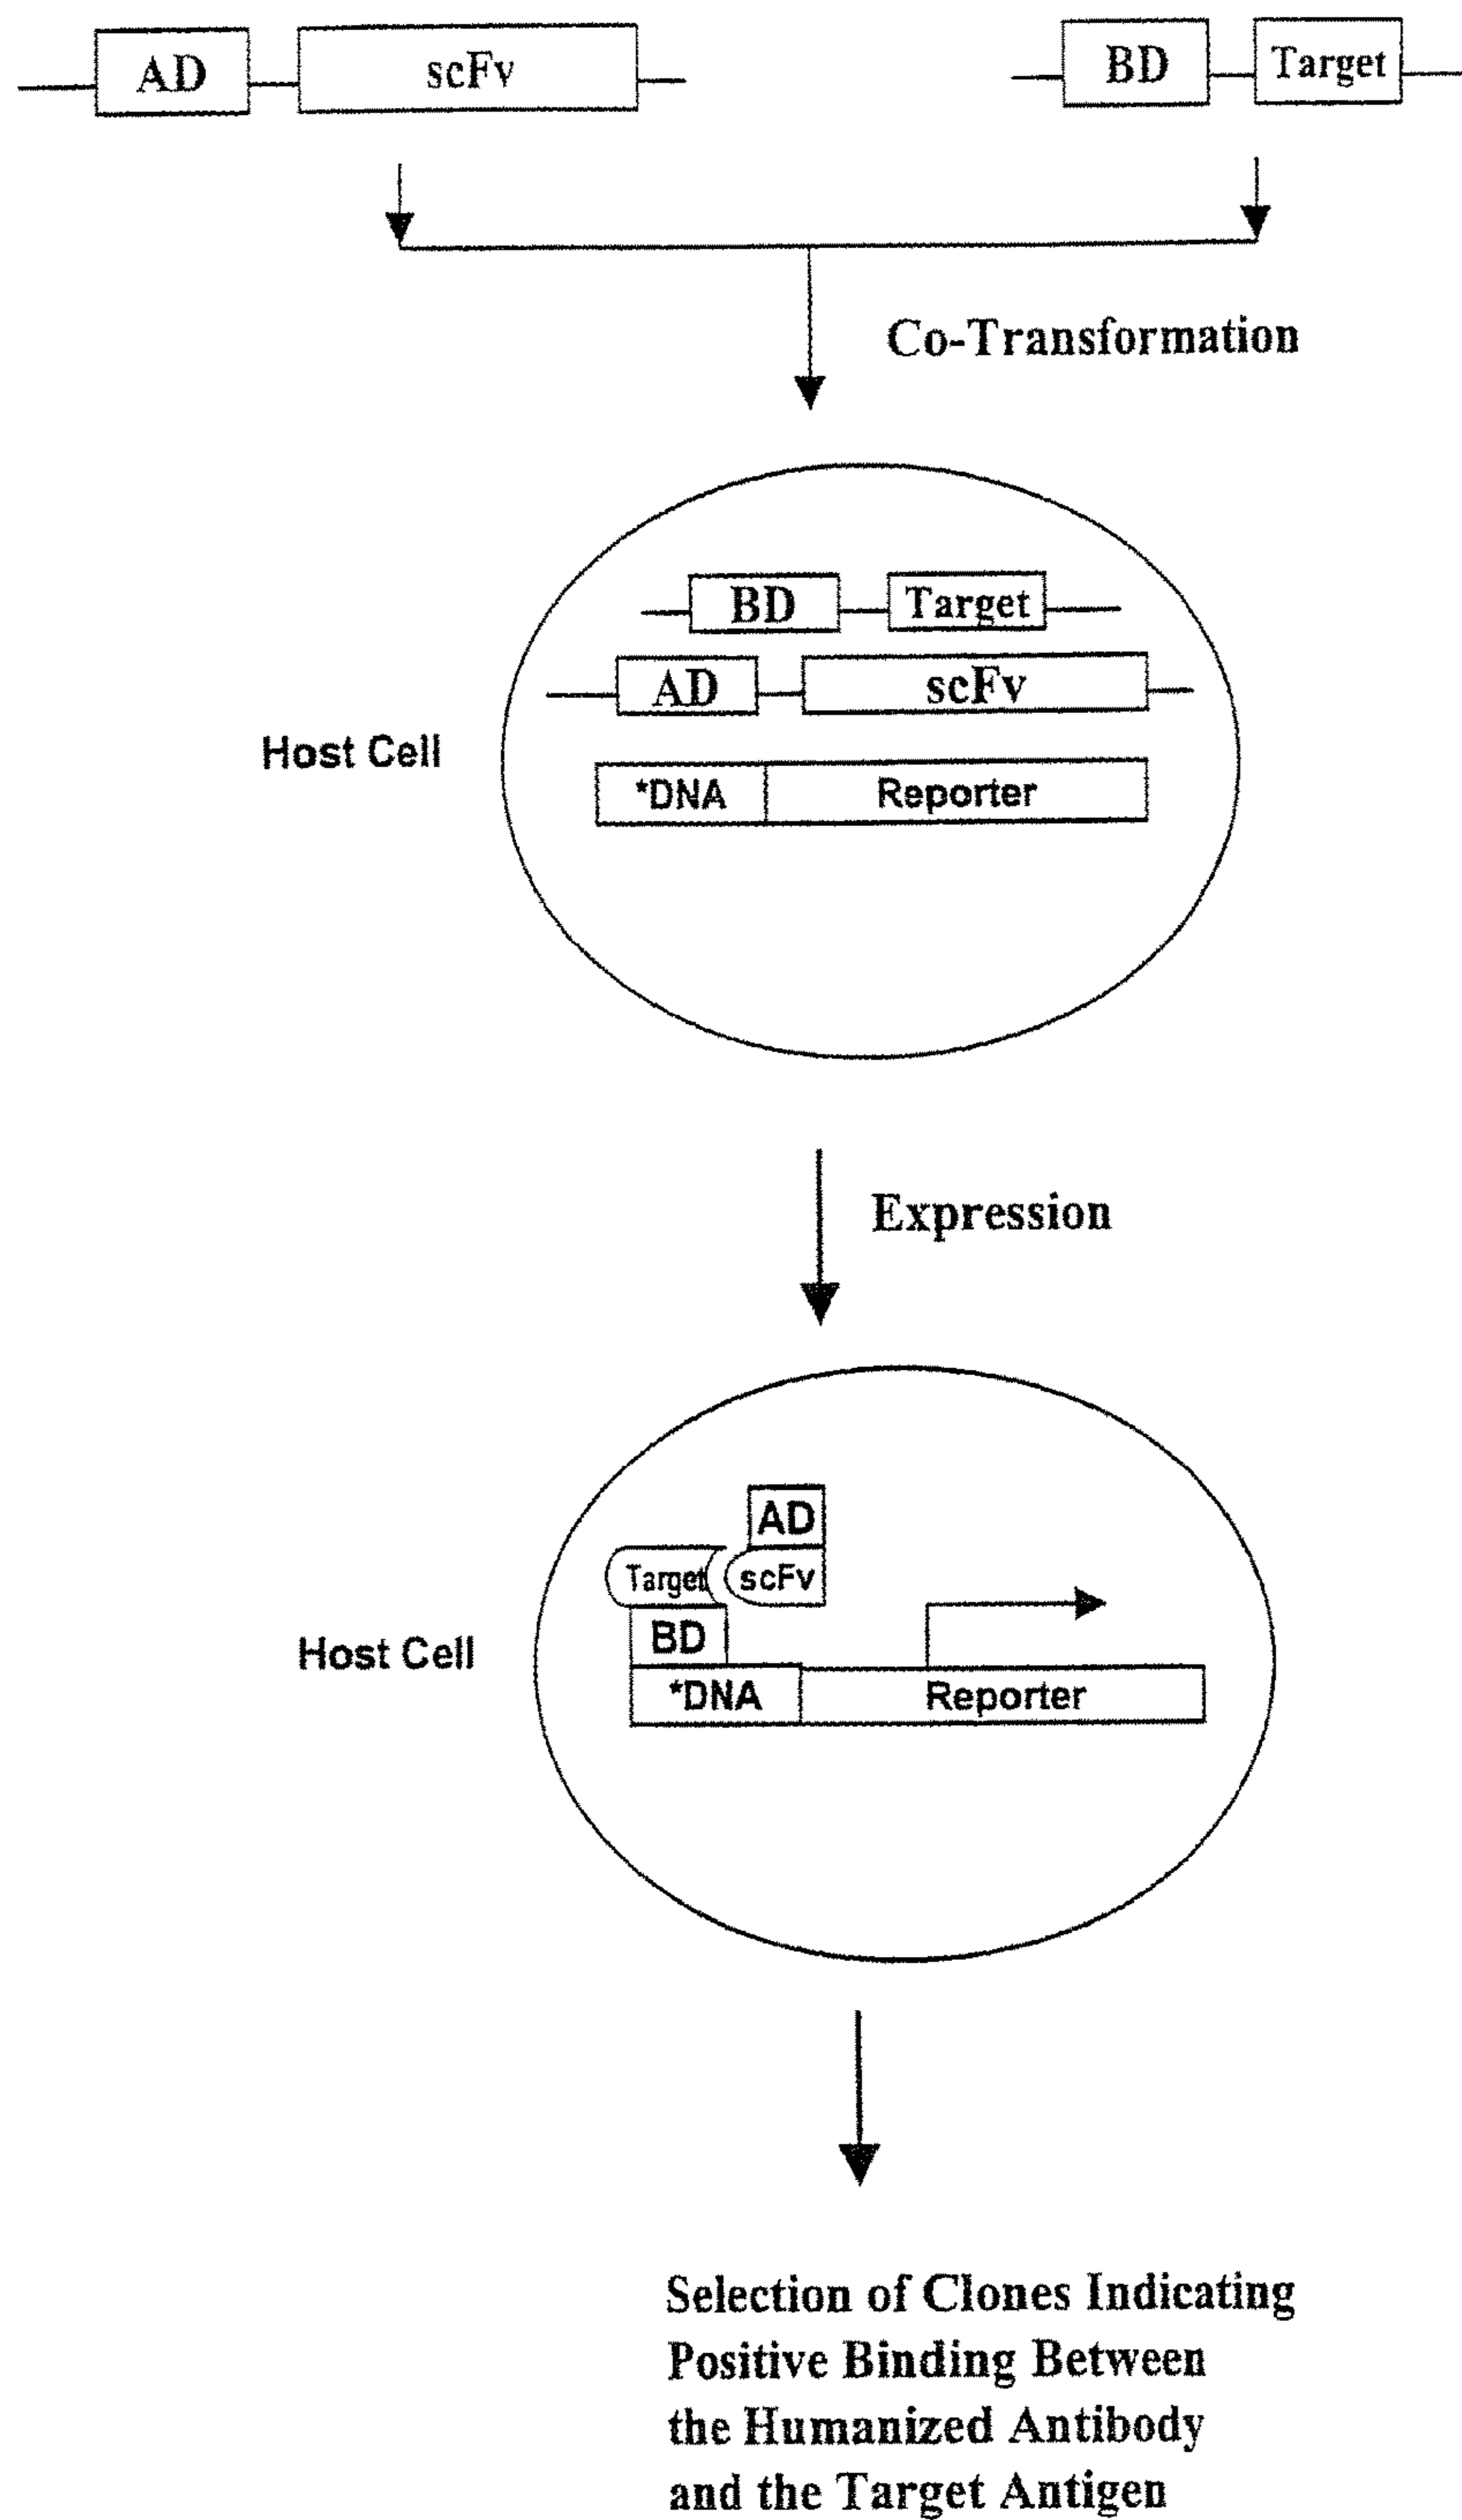 AD scFv BD Target
Co-Transformation
BD Target
AD scFv
Host Cell
*DNA Reporter
Expression
AD
Target scFv
BD
Host Cell
*DNA Reporter
Selection of Clones Indicating
Positive Binding Between
the Humanized Antibody
and the Target Antigen